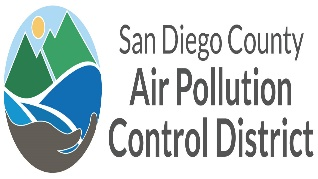 San Diego County
Air Pollution
Control District